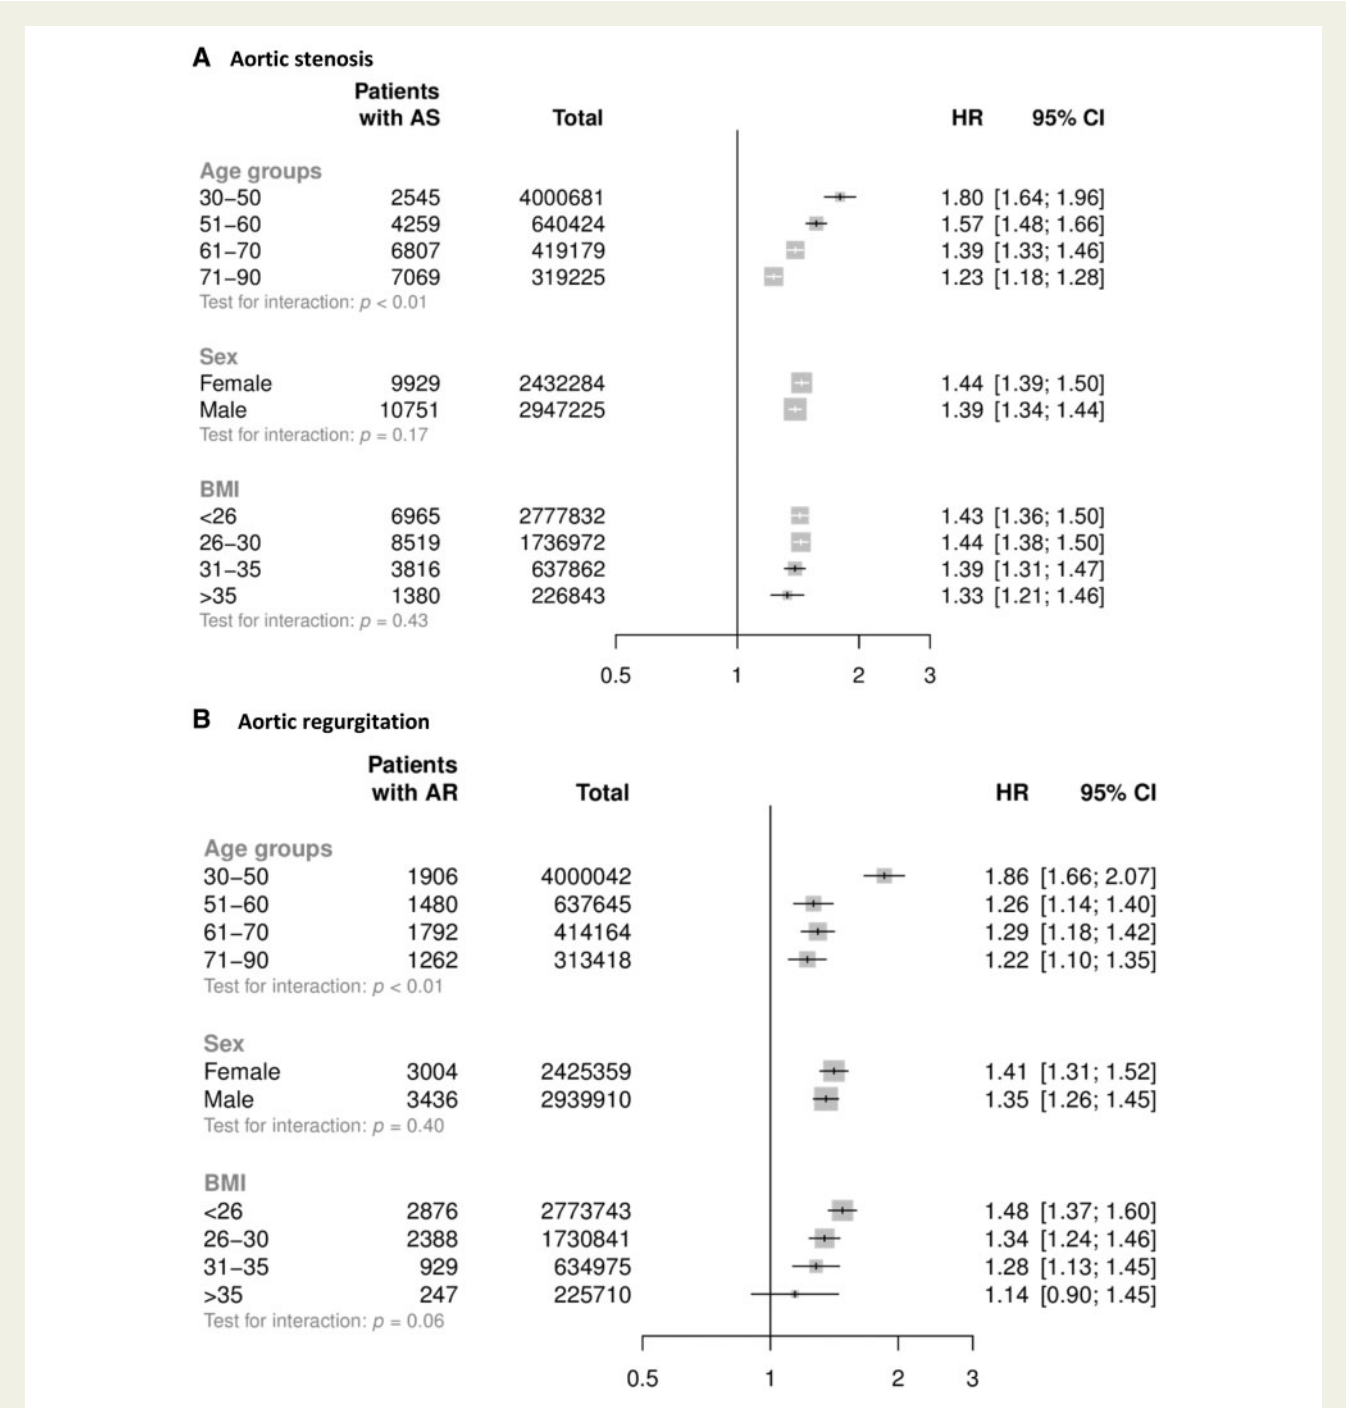 A Aortic stenosis
Patients
with AS Total HR 95% CI
Age groups
30–50 2545 4000681 1.80 [1.64; 1.96]
51–60 4259 640424 1.57 [1.48; 1.66]
61–70 6807 419179 1.39 [1.33; 1.46]
71–90 7069 319225 1.23 [1.18; 1.28]
Test for interaction: p < 0.01
Sex
Female 9929 2432284 1.44 [1.39; 1.50]
Male 10751 2947225 1.39 [1.34; 1.44]
Test for interaction: p = 0.17
BMI
<26 6965 2777832 1.43 [1.36; 1.50]
26–30 8519 1736972 1.44 [1.38; 1.50]
31–35 3816 637862 1.39 [1.31; 1.47]
>35 1380 226843 1.33 [1.21; 1.46]
Test for interaction: p = 0.43
0.5 1 2 3
B Aortic regurgitation
Patients
with AR Total HR 95% CI
Age groups
30–50 1906 4000042 1.86 [1.66; 2.07]
51–60 1480 637645 1.26 [1.14; 1.40]
61–70 1792 414164 1.29 [1.18; 1.42]
71–90 1262 313418 1.22 [1.10; 1.35]
Test for interaction: p < 0.01
Sex
Female 3004 2425359 1.41 [1.31; 1.52]
Male 3436 2939910 1.35 [1.26; 1.45]
Test for interaction: p = 0.40
BMI
<26 2876 2773743 1.48 [1.37; 1.60]
26–30 2388 1730841 1.34 [1.24; 1.46]
31–35 929 634975 1.28 [1.13; 1.45]
>35 247 225710 1.14 [0.90; 1.45]
Test for interaction: p = 0.06
0.5 1 2 3